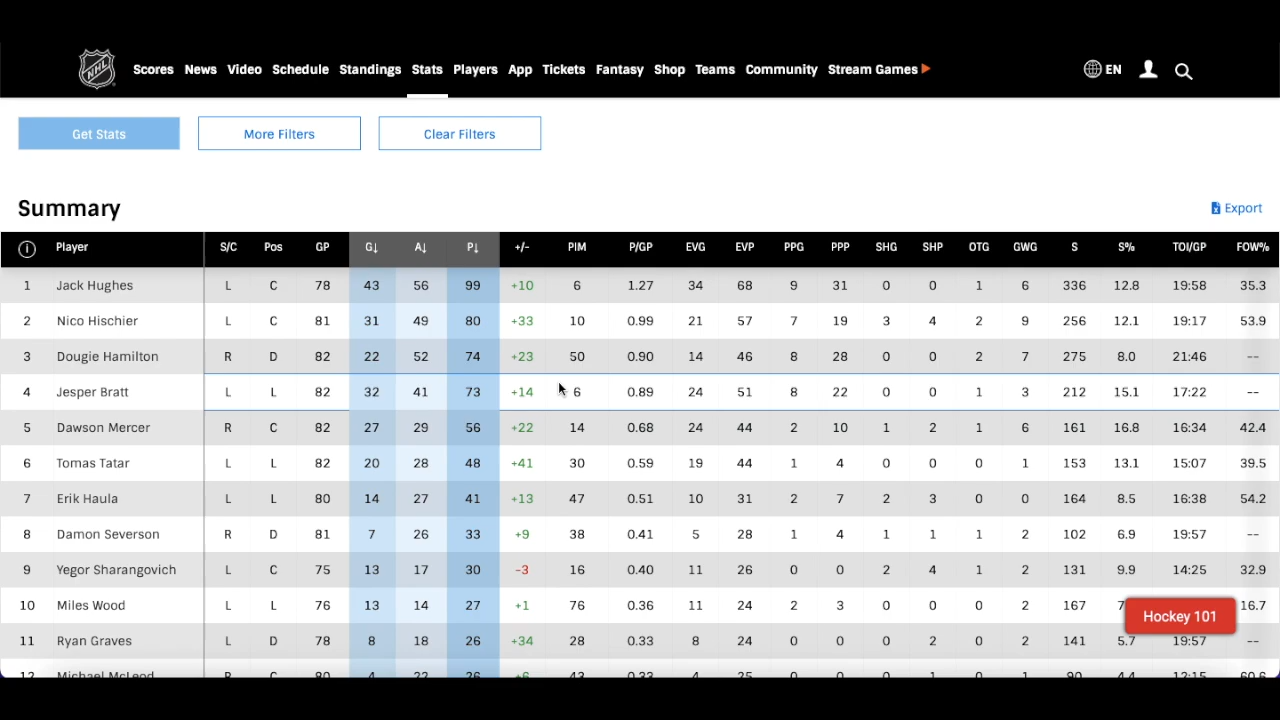 NHL Scores News Video Schedule Standings Stats Players App Tickets Fantasy Shop Teams Community Stream Games EN
Get Stats More Filters Clear Filters
Summary
Export
Player S/C Pos GP G↓ A↓ P↓ +/- PIM P/GP EVG EVP PPG PPP SHG SHP OTG GWG S S% TOI/GP FOW%
1 Jack Hughes L C 78 43 56 99 +10 6 1.27 34 68 9 31 0 0 1 6 336 12.8 19:58 35.3
2 Nico Hischier L C 81 31 49 80 +33 10 0.99 21 57 7 19 3 4 2 9 256 12.1 19:17 53.9
3 Dougie Hamilton R D 82 22 52 74 +23 50 0.90 14 46 8 28 0 0 2 7 275 8.0 21:46 --
4 Jesper Bratt L L 82 32 41 73 +14 6 0.89 24 51 8 22 0 0 1 3 212 15.1 17:22 --
5 Dawson Mercer R C 82 27 29 56 +22 14 0.68 24 44 2 10 1 2 1 6 161 16.8 16:34 42.4
6 Tomas Tatar L L 82 20 28 48 +41 30 0.59 19 44 1 4 0 0 0 1 153 13.1 15:07 39.5
7 Erik Haula L L 80 14 27 41 +13 47 0.51 10 31 2 7 2 3 0 0 164 8.5 16:38 54.2
8 Damon Severson R D 81 7 26 33 +9 38 0.41 5 28 1 4 1 1 1 2 102 6.9 19:57 --
9 Yegor Sharangovich L C 75 13 17 30 -3 16 0.40 11 26 0 0 2 4 1 2 131 9.9 14:25 32.9
10 Miles Wood L L 76 13 14 27 +1 76 0.36 11 24 2 3 0 0 0 2 167 16.7
Hockey 101
11 Ryan Graves L D 78 8 18 26 +34 28 0.33 8 24 0 0 0 2 0 2 141 5.7 19:57 --
12 Michael McLeod R C 80 4 22 26 +6 43 0.33 4 25 0 0 0 1 0 1 90 4.4 12:15 60.6